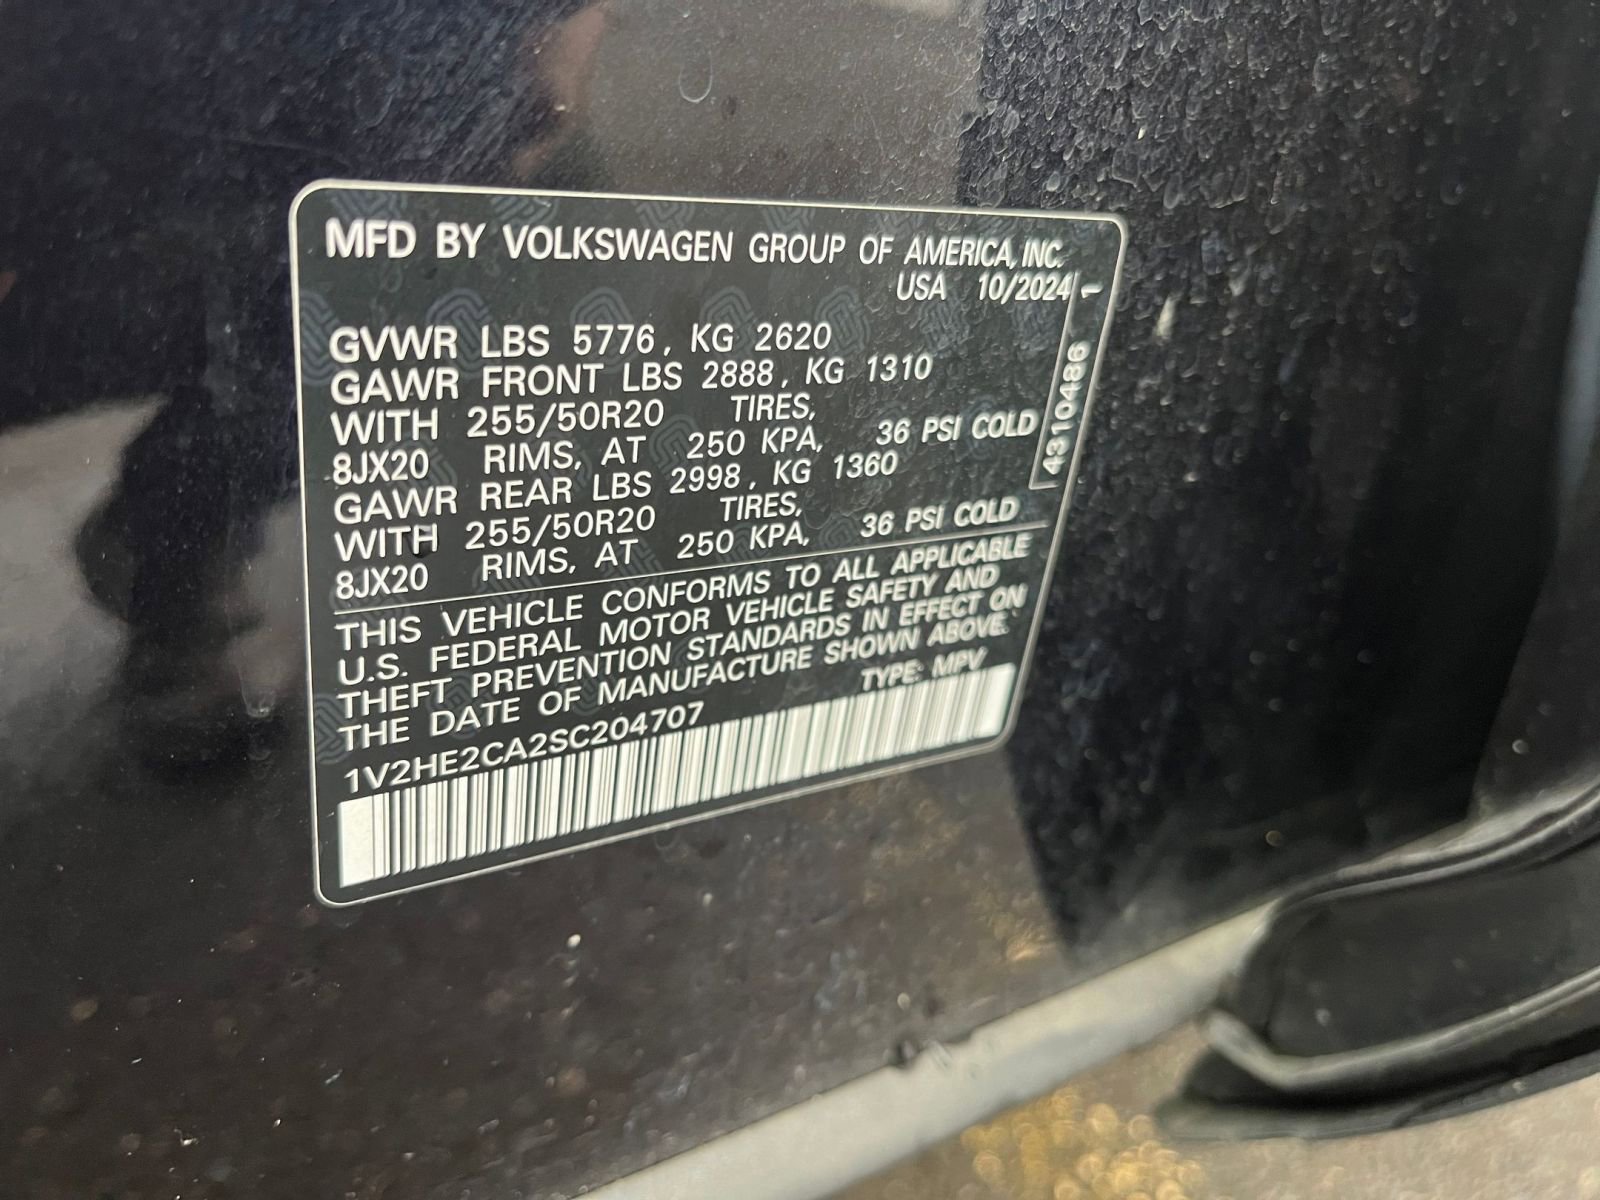 MFD BY VOLKSWAGEN GROUP OF AMERICA, INC.
USA 10/2024
GVWR LBS 5776, KG 2620
GAWR FRONT LBS 2888, KG 1310
WITH 255/50R20 TIRES,
8JX20 RIMS, AT 250 KPA, 36 PSI COLD
GAWR REAR LBS 2998, KG 1360
WITH 255/50R20 TIRES,
8JX20 RIMS, AT 250 KPA, 36 PSI COLD
THIS VEHICLE CONFORMS TO ALL APPLICABLE
U.S. FEDERAL MOTOR VEHICLE SAFETY AND
THEFT PREVENTION STANDARDS IN EFFECT ON
THE DATE OF MANUFACTURE SHOWN ABOVE.
TYPE: MPV
1V2HE2CA2SC204707
4310486 1